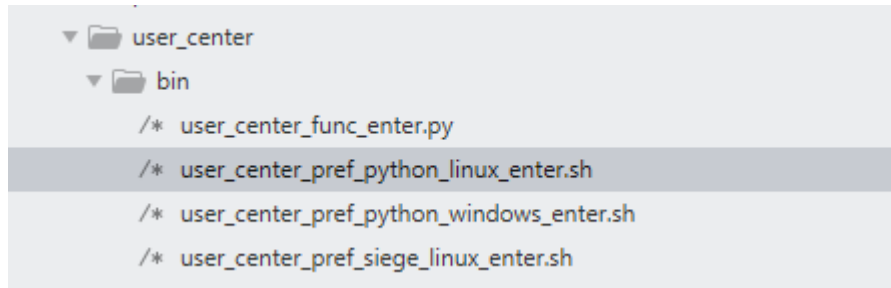 user_center
bin
/* user_center_func_enter.py
/* user_center_pref_python_linux_enter.sh
/* user_center_pref_python_windows_enter.sh
/* user_center_pref_siege_linux_enter.sh